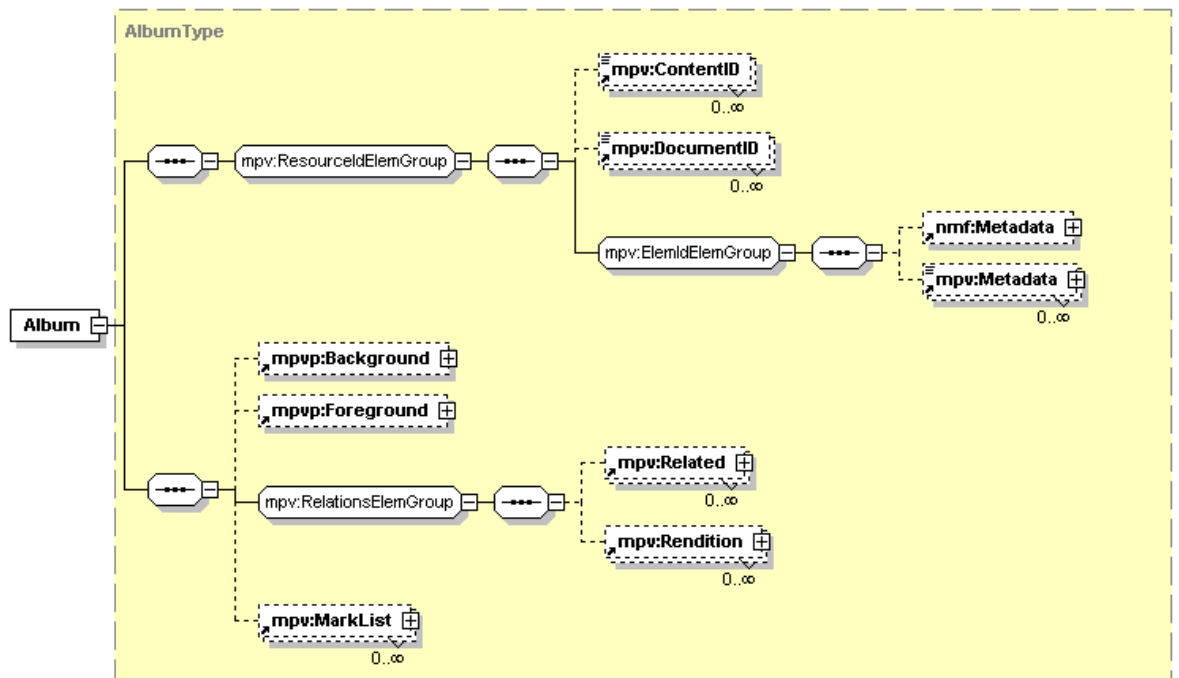 AlbumType
mpv:ContentID
0..∞
mpv:ResourceIdElemGroup
mpv:DocumentID
0..∞
mpv:ElemIdElemGroup
nmf:Metadata
mpv:Metadata
0..∞
Album
mpvp:Background
mpvp:Foreground
mpv:RelationsElemGroup
mpv:Related
0..∞
mpv:Rendition
0..∞
mpv:MarkList
0..∞